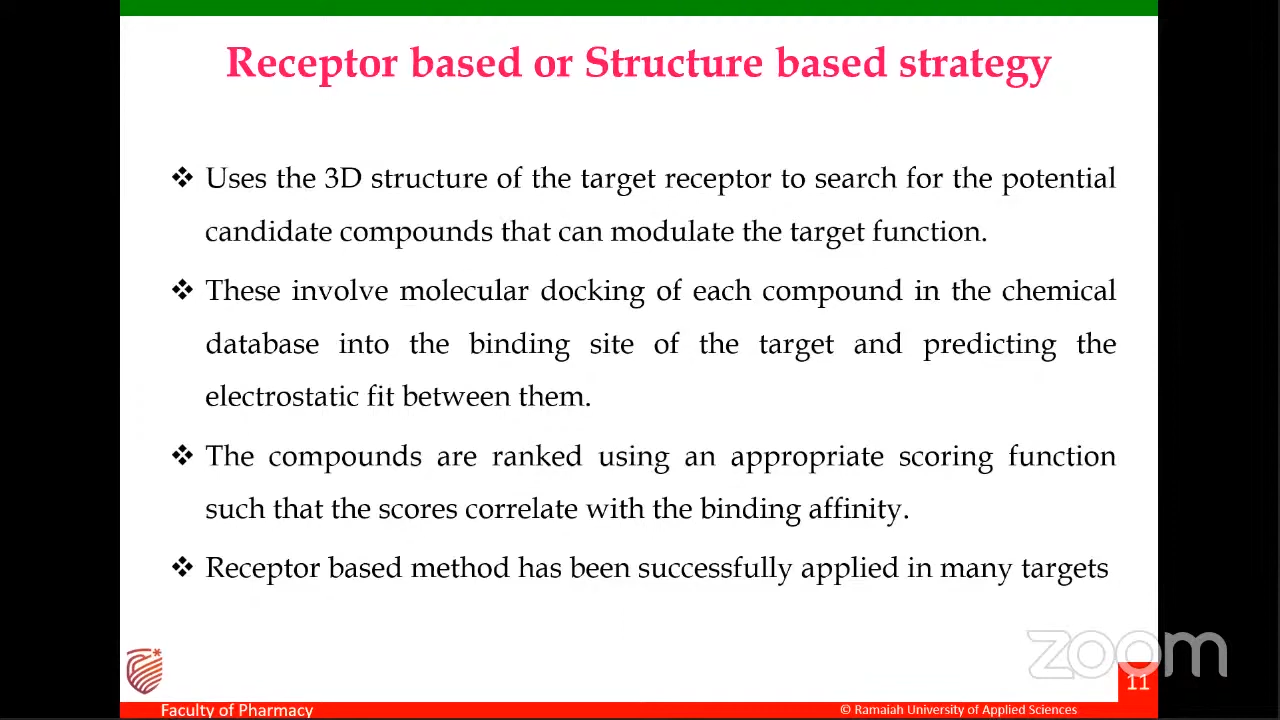 Receptor based or Structure based strategy
❖ Uses the 3D structure of the target receptor to search for the potential
candidate compounds that can modulate the target function.
❖ These involve molecular docking of each compound in the chemical
database into the binding site of the target and predicting the
electrostatic fit between them.
❖ The compounds are ranked using an appropriate scoring function
such that the scores correlate with the binding affinity.
❖ Receptor based method has been successfully applied in many targets
zoom
11
Faculty of Pharmacy
© Ramaiah University of Applied Sciences